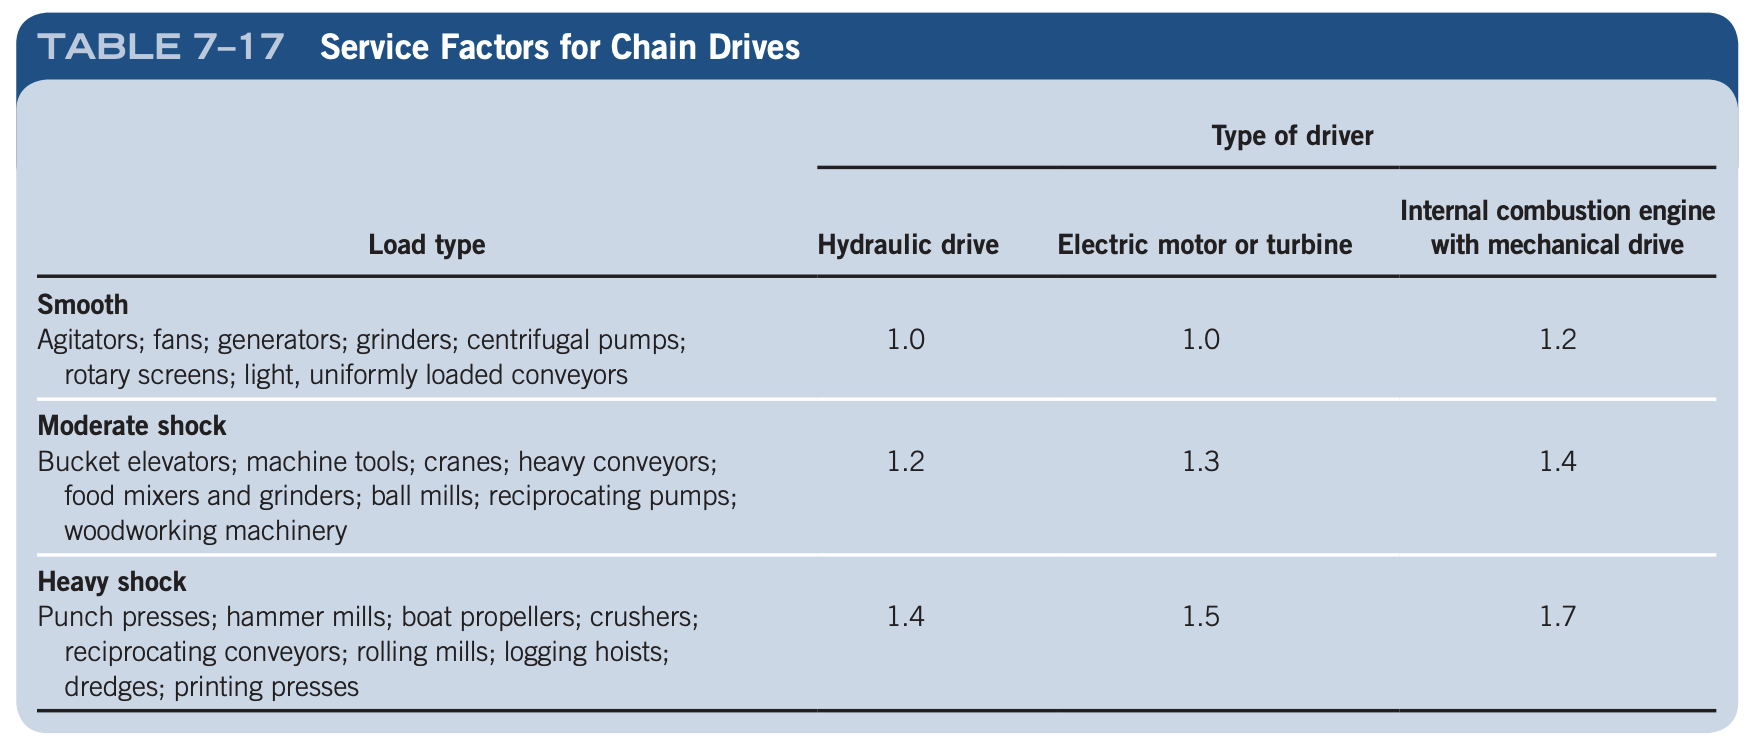 TABLE 7–17 Service Factors for Chain Drives
Type of driver
Load type
Hydraulic drive
Electric motor or turbine
Internal combustion engine
with mechanical drive
Smooth
Agitators; fans; generators; grinders; centrifugal pumps;
rotary screens; light, uniformly loaded conveyors
1.0
1.0
1.2
Moderate shock
Bucket elevators; machine tools; cranes; heavy conveyors;
food mixers and grinders; ball mills; reciprocating pumps;
woodworking machinery
1.2
1.3
1.4
Heavy shock
Punch presses; hammer mills; boat propellers; crushers;
reciprocating conveyors; rolling mills; logging hoists;
dredges; printing presses
1.4
1.5
1.7